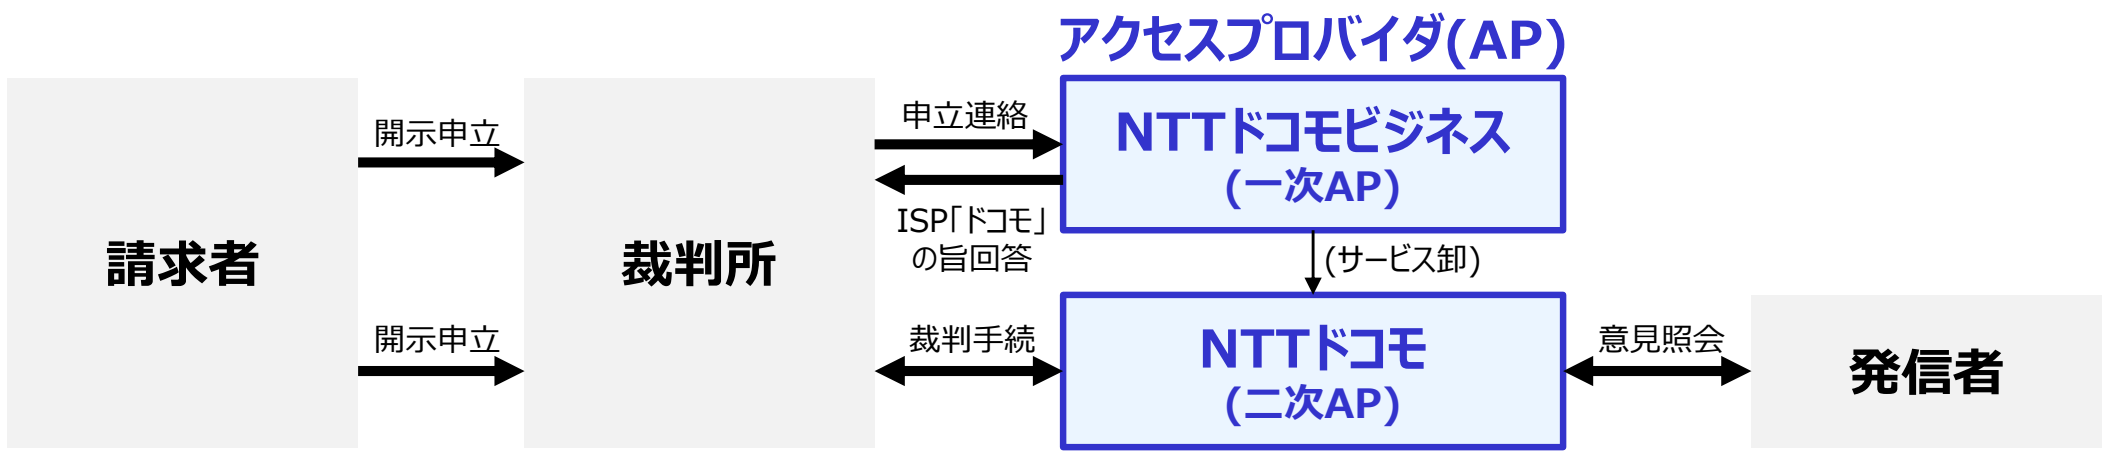 アクセスプロバイダ(AP)
請求者
開示申立
開示申立
裁判所
申立連絡
ISP｢ドコモ｣
の旨回答
裁判手続
NTTドコモビジネス
(一次AP)
(サービス卸)
NTTドコモ
(二次AP)
意見照会
発信者